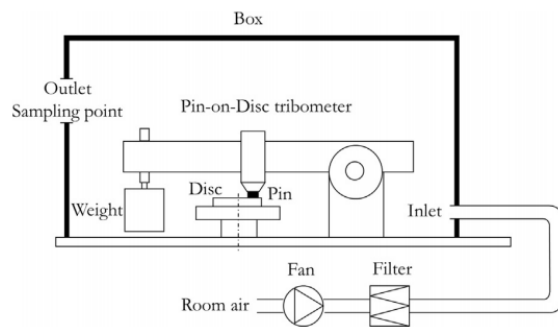 Box
Outlet
Sampling point
Pin-on-Disc tribometer
Disc
Pin
Weight
Inlet
Fan
Filter
Room air